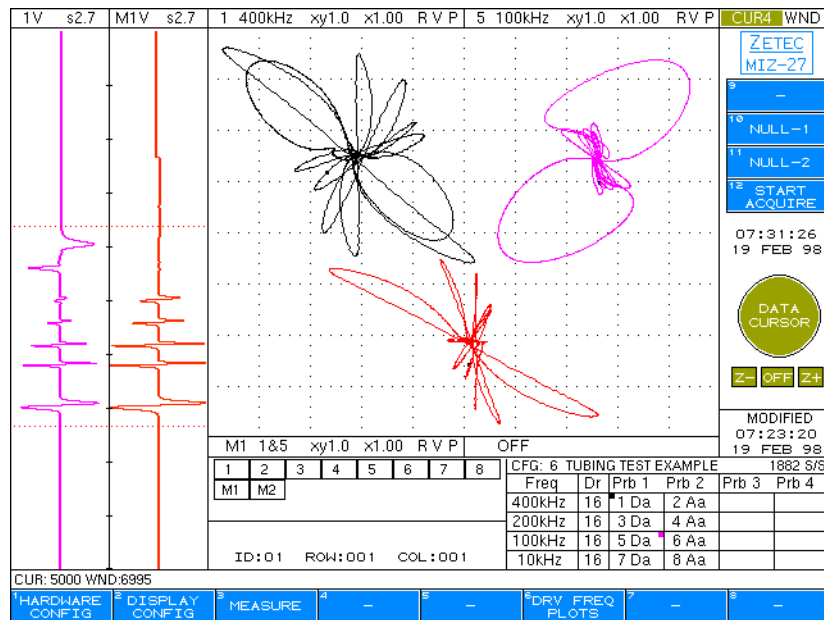 1V s2.7 M1V s2.7 1 400kHz xy1.0 x1.00 R V P 5 100kHz xy1.0 x1.00 R V P CUR4 WND
ZETEC
MIZ-27
9 –
10 NULL-1
11 NULL-2
12 START
ACQUIRE
07:31:26
19 FEB 98
DATA
CURSOR
Z- OFF Z+
MODIFIED
07:23:20
19 FEB 98
M1 1&5 xy1.0 x1.00 R V P OFF
1 2 3 4 5 6 7 8
M1 M2
ID:01 ROW:001 COL:001
CFG: 6 TUBING TEST EXAMPLE 1882 S/S
Freq Dr Prb 1 Prb 2 Prb 3 Prb 4
400kHz 16 1 Da 2 Aa
200kHz 16 3 Da 4 Aa
100kHz 16 5 Da 6 Aa
10kHz 16 7 Da 8 Aa
CUR: 5000 WND:6995
1 HARDWARE
CONFIG
2 DISPLAY
CONFIG
3 MEASURE
4 –
5 –
6 DRV FREQ
PLOTS
7 –
8 –